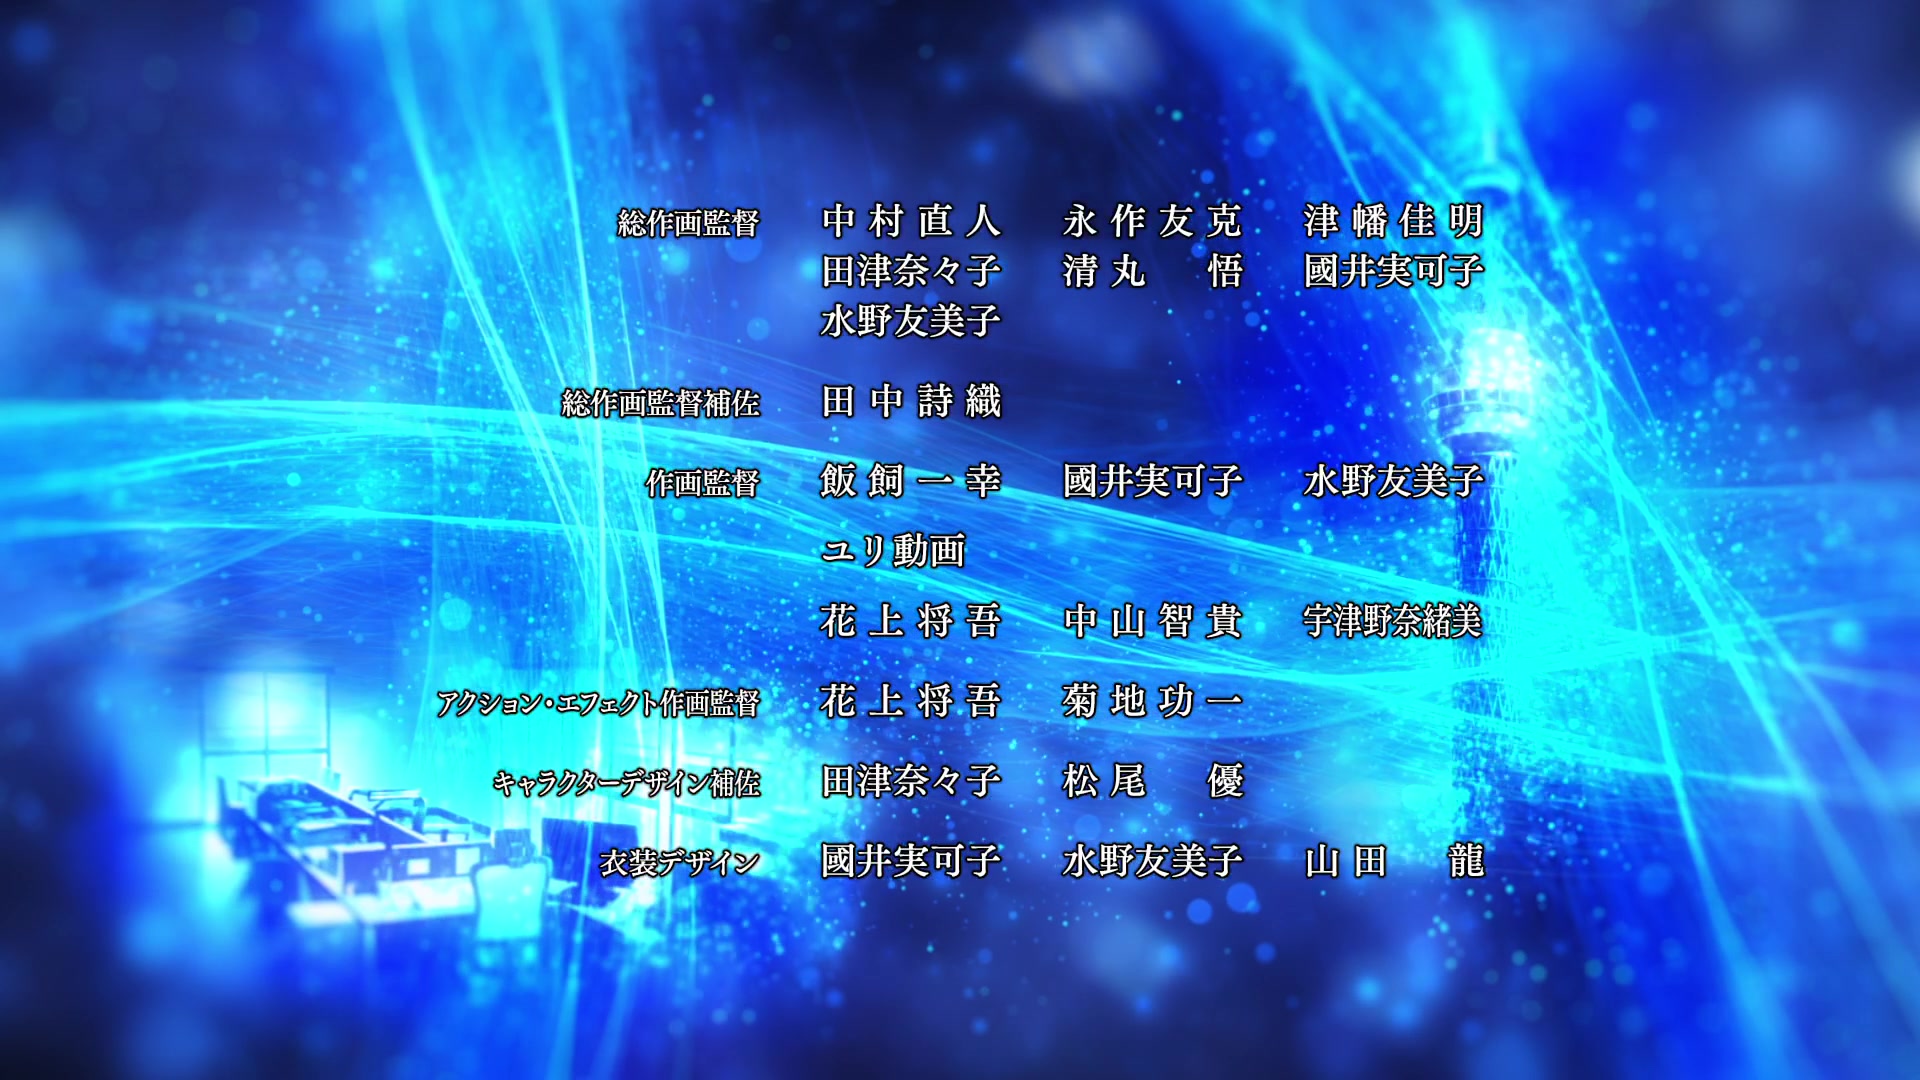 総作画監督 中村直人 永作友克 津幡佳明
田津奈々子 清丸悟 國井実可子
水野友美子
総作画監督補佐 田中詩織
作画監督 飯飼一幸 國井実可子 水野友美子
ユリ動画
花上将吾 中山智貴 宇津野奈緒美
アクション・エフェクト作画監督 花上将吾 菊地功一
キャラクターデザイン補佐 田津奈々子 松尾優
衣装デザイン 國井実可子 水野友美子 山田龍